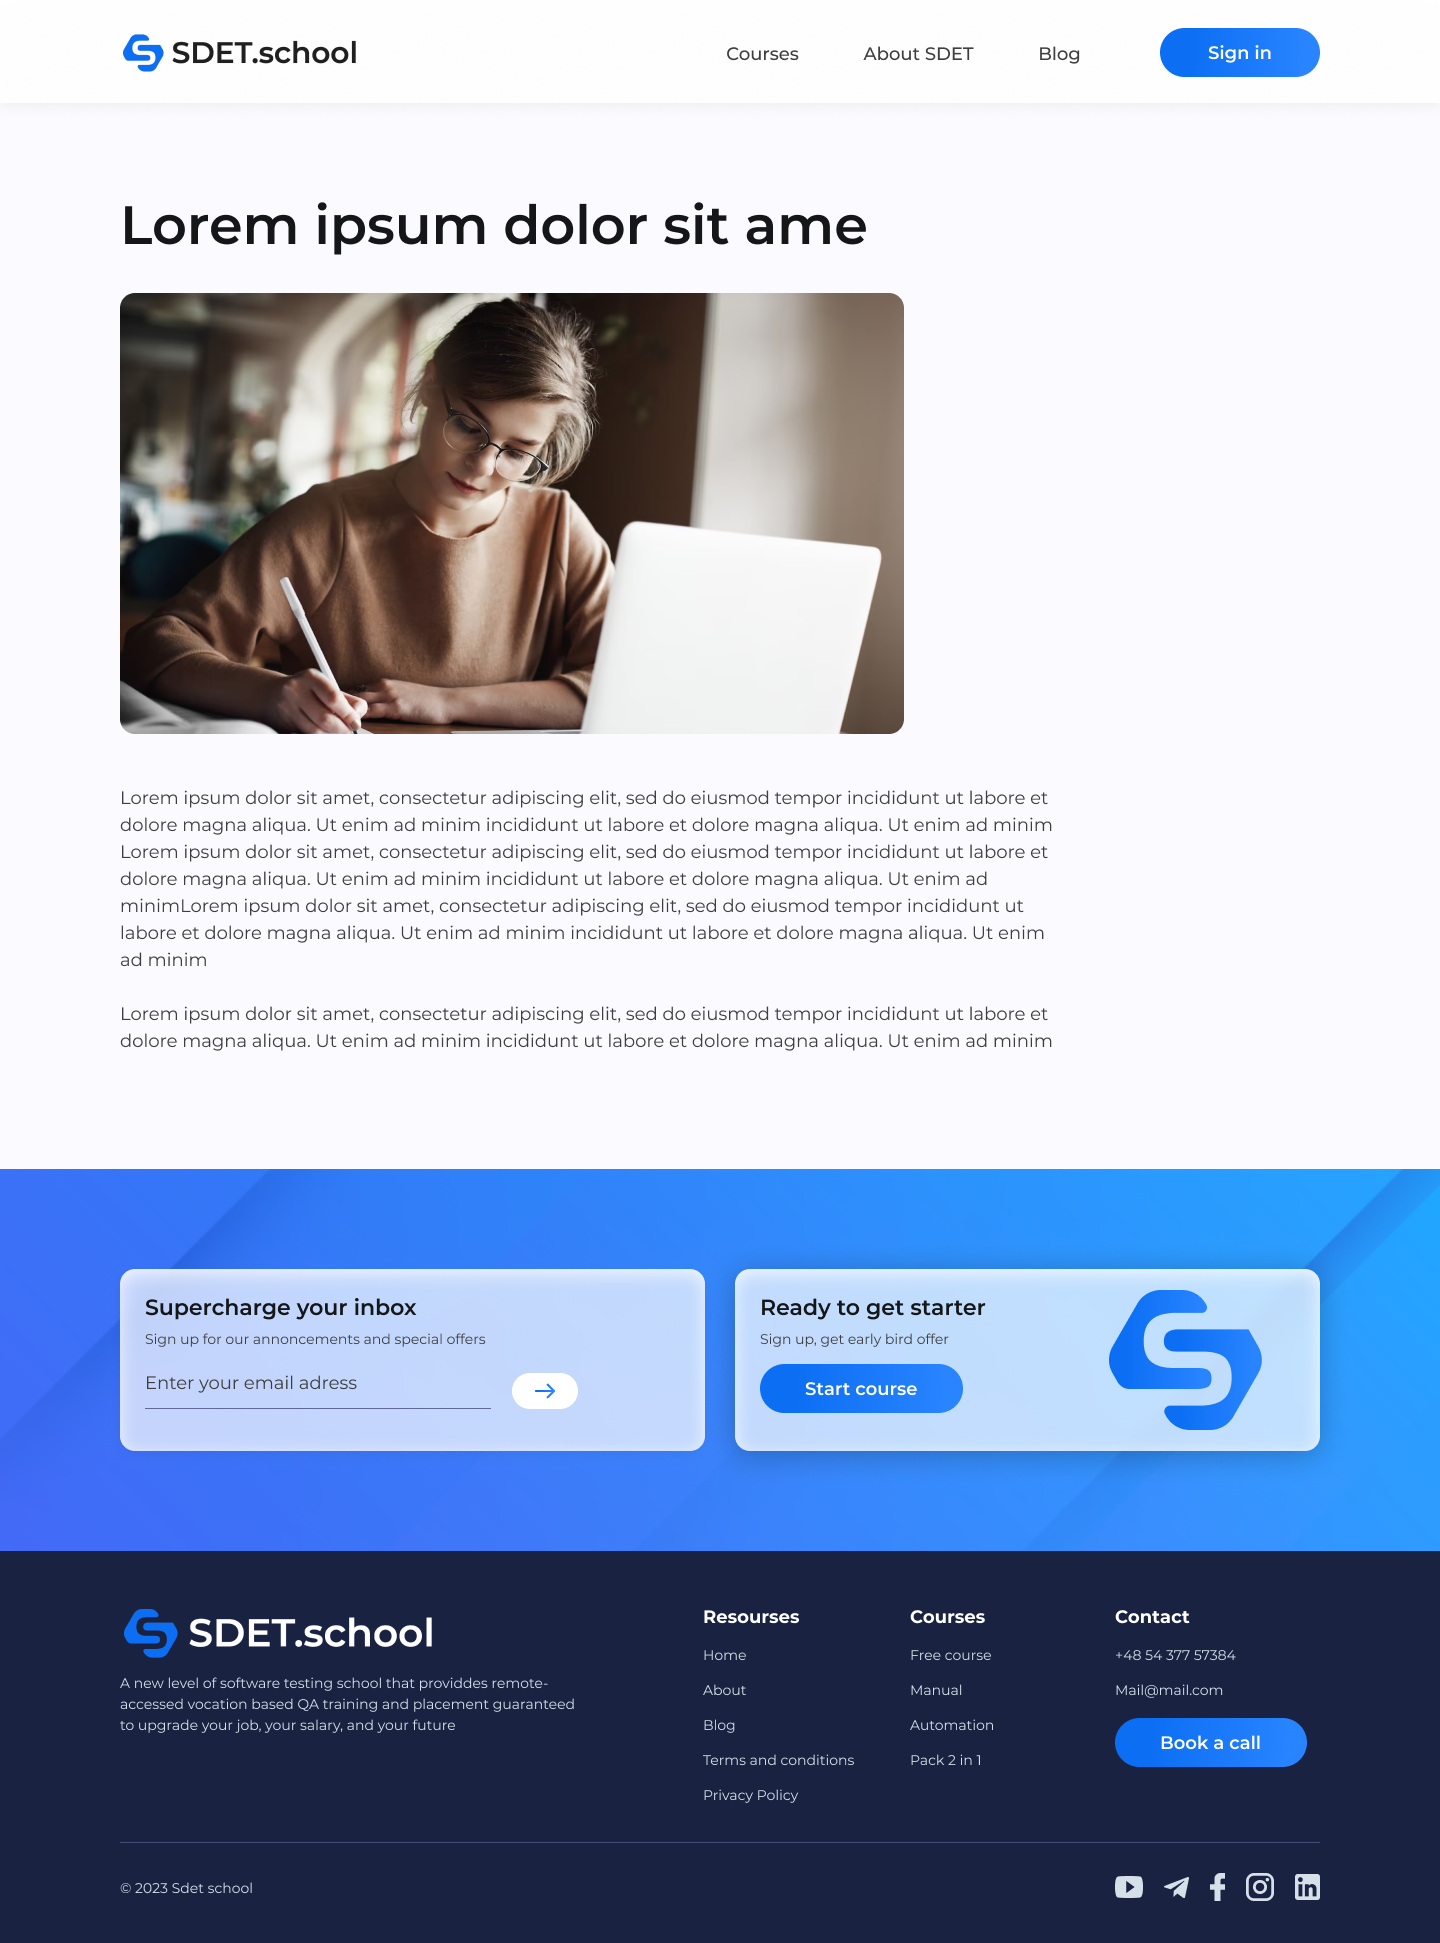 SDET.school
Courses
About SDET
Blog
Sign in
Lorem ipsum dolor sit ame
Lorem ipsum dolor sit amet, consectetur adipiscing elit, sed do eiusmod tempor incididunt ut labore et
dolore magna aliqua. Ut enim ad minim incididunt ut labore et dolore magna aliqua. Ut enim ad minim
Lorem ipsum dolor sit amet, consectetur adipiscing elit, sed do eiusmod tempor incididunt ut labore et
dolore magna aliqua. Ut enim ad minim incididunt ut labore et dolore magna aliqua. Ut enim ad
minimLorem ipsum dolor sit amet, consectetur adipiscing elit, sed do eiusmod tempor incididunt ut
labore et dolore magna aliqua. Ut enim ad minim incididunt ut labore et dolore magna aliqua. Ut enim
ad minim
Lorem ipsum dolor sit amet, consectetur adipiscing elit, sed do eiusmod tempor incididunt ut labore et
dolore magna aliqua. Ut enim ad minim incididunt ut labore et dolore magna aliqua. Ut enim ad minim
Supercharge your inbox
Sign up for our annoncements and special offers
Enter your email adress
Ready to get starter
Sign up, get early bird offer
Start course
SDET.school
A new level of software testing school that providdes remote-
accessed vocation based QA training and placement guaranteed
to upgrade your job, your salary, and your future
Resourses
Home
About
Blog
Terms and conditions
Privacy Policy
Courses
Free course
Manual
Automation
Pack 2 in 1
Contact
+48 54 377 57384
Mail@mail.com
Book a call
© 2023 Sdet school